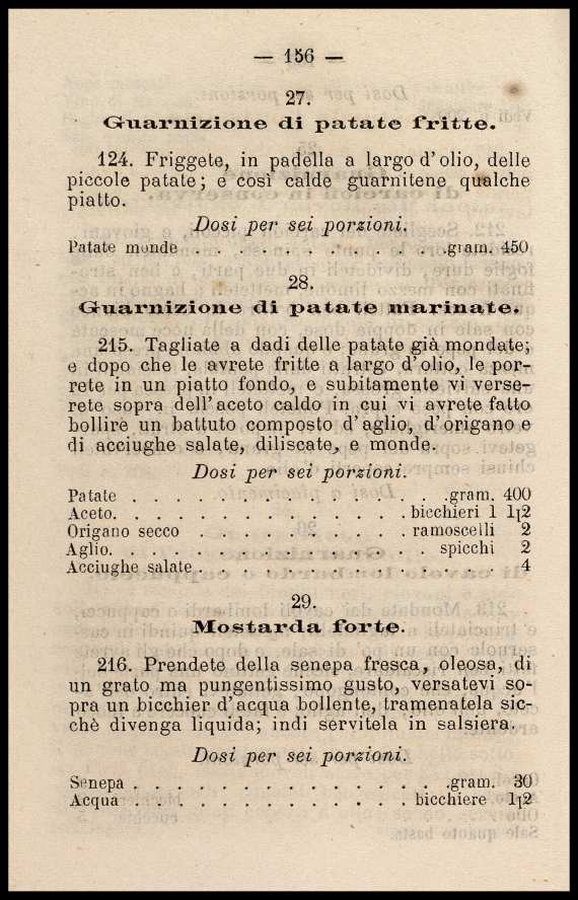 — 156 —
27.
Guarnizione di patate fritte.
124. Friggete, in padella a largo d'olio, delle
piccole patate; e così calde guarnitene qualche
piatto.
Dosi per sei porzioni.
Patate monde . . . . . . . . . .gram. 450
28.
Guarnizione di patate marinate.
215. Tagliate a dadi delle patate già mondate;
e dopo che le avrete fritte a largo d'olio, le por-
rete in un piatto fondo, e subitamente vi verse-
rete sopra dell'aceto caldo in cui vi avrete fatto
bollire un battuto composto d'aglio, d'origano e
di acciughe salate, diliscate, e monde.
Dosi per sei porzioni.
Patate . . . . . . . . . . . . . . .gram. 400
Aceto. . . . . . . . . . . . . . bicchieri 1 1|2
Origano secco . . . . . . . . . ramoscelli 2
Aglio. . . . . . . . . . . . . . . spicchi 2
Acciughe salate . . . . . . . . . . . . . . 4
29.
Mostarda forte.
216. Prendete della senepa fresca, oleosa, di
un grato ma pungentissimo gusto, versatevi so-
pra un bicchier d'acqua bollente, tramenatela sic-
chè divenga liquida; indi servitela in salsiera.
Dosi per sei porzioni.
Senepa . . . . . . . . . . . . . . .gram. 30
Acqua . . . . . . . . . . . . . bicchiere 1|2